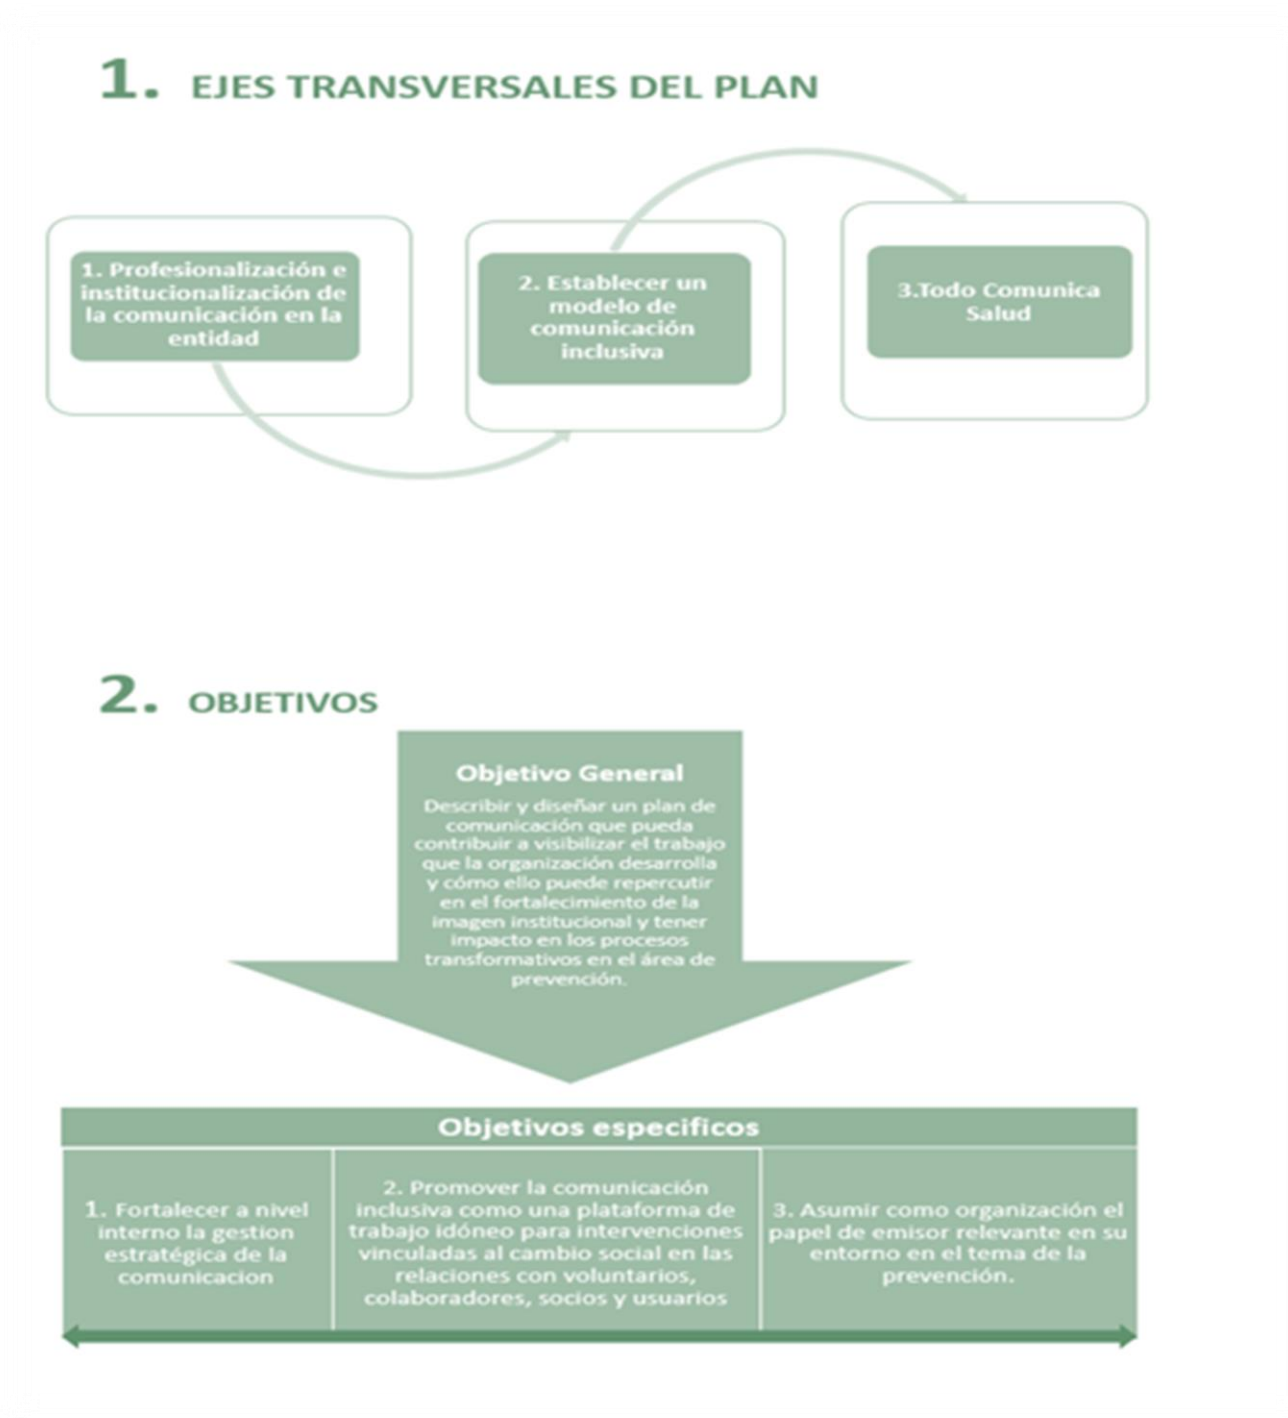 1. EJES TRANSVERSALES DEL PLAN
1. Profesionalización e
institucionalización de
la comunicación en la
entidad
2. Establecer un
modelo de
comunicación
inclusiva
3.Todo Comunica
Salud
2. OBJETIVOS
Objetivo General
Describir y diseñar un plan de
comunicación que pueda
contribuir a visibilizar el trabajo
que la organización desarrolla
y cómo ello puede repercutir
en el fortalecimiento de la
imagen institucional y tener
impacto en los procesos
transformativos en el área de
prevención.
Objetivos especificos
1. Fortalecer a nivel
interno la gestion
estratégica de la
comunicacion
2. Promover la comunicación
inclusiva como una plataforma de
trabajo idóneo para intervenciones
vinculadas al cambio social en las
relaciones con voluntarios,
colaboradores, socios y usuarios
3. Asumir como organización el
papel de emisor relevante en su
entorno en el tema de la
prevención.